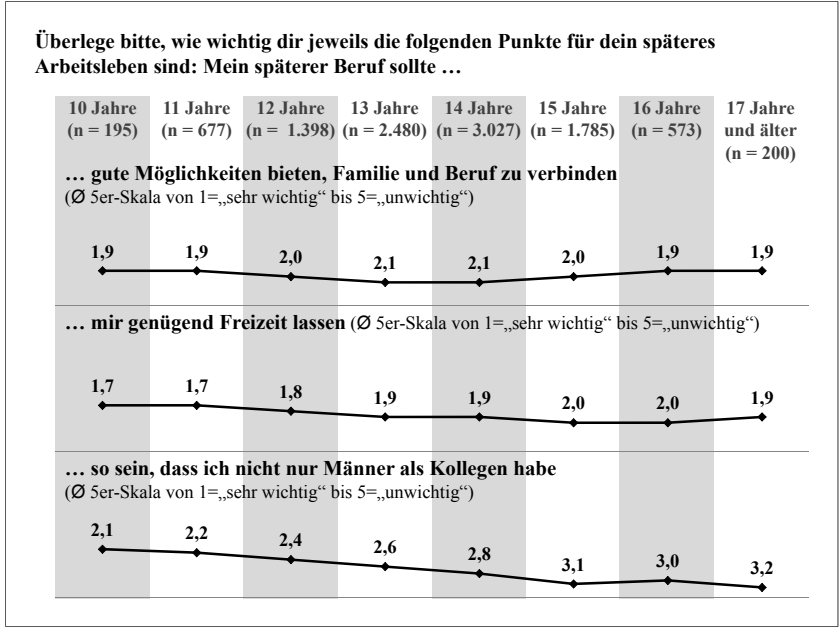 Überlege bitte, wie wichtig dir jeweils die folgenden Punkte für dein späteres
Arbeitsleben sind: Mein späterer Beruf sollte …
10 Jahre 11 Jahre 12 Jahre 13 Jahre 14 Jahre 15 Jahre 16 Jahre 17 Jahre
(n = 195) (n = 677) (n = 1.398) (n = 2.480) (n = 3.027) (n = 1.785) (n = 573) und älter
(n = 200)
… gute Möglichkeiten bieten, Familie und Beruf zu verbinden
(Ø 5er-Skala von 1=„sehr wichtig“ bis 5=„unwichtig“)
1,9 1,9 2,0 2,1 2,1 2,0 1,9 1,9
… mir genügend Freizeit lassen (Ø 5er-Skala von 1=„sehr wichtig“ bis 5=„unwichtig“)
1,7 1,7 1,8 1,9 1,9 2,0 2,0 1,9
… so sein, dass ich nicht nur Männer als Kollegen habe
(Ø 5er-Skala von 1=„sehr wichtig“ bis 5=„unwichtig“)
2,1 2,2 2,4 2,6 2,8 3,1 3,0 3,2